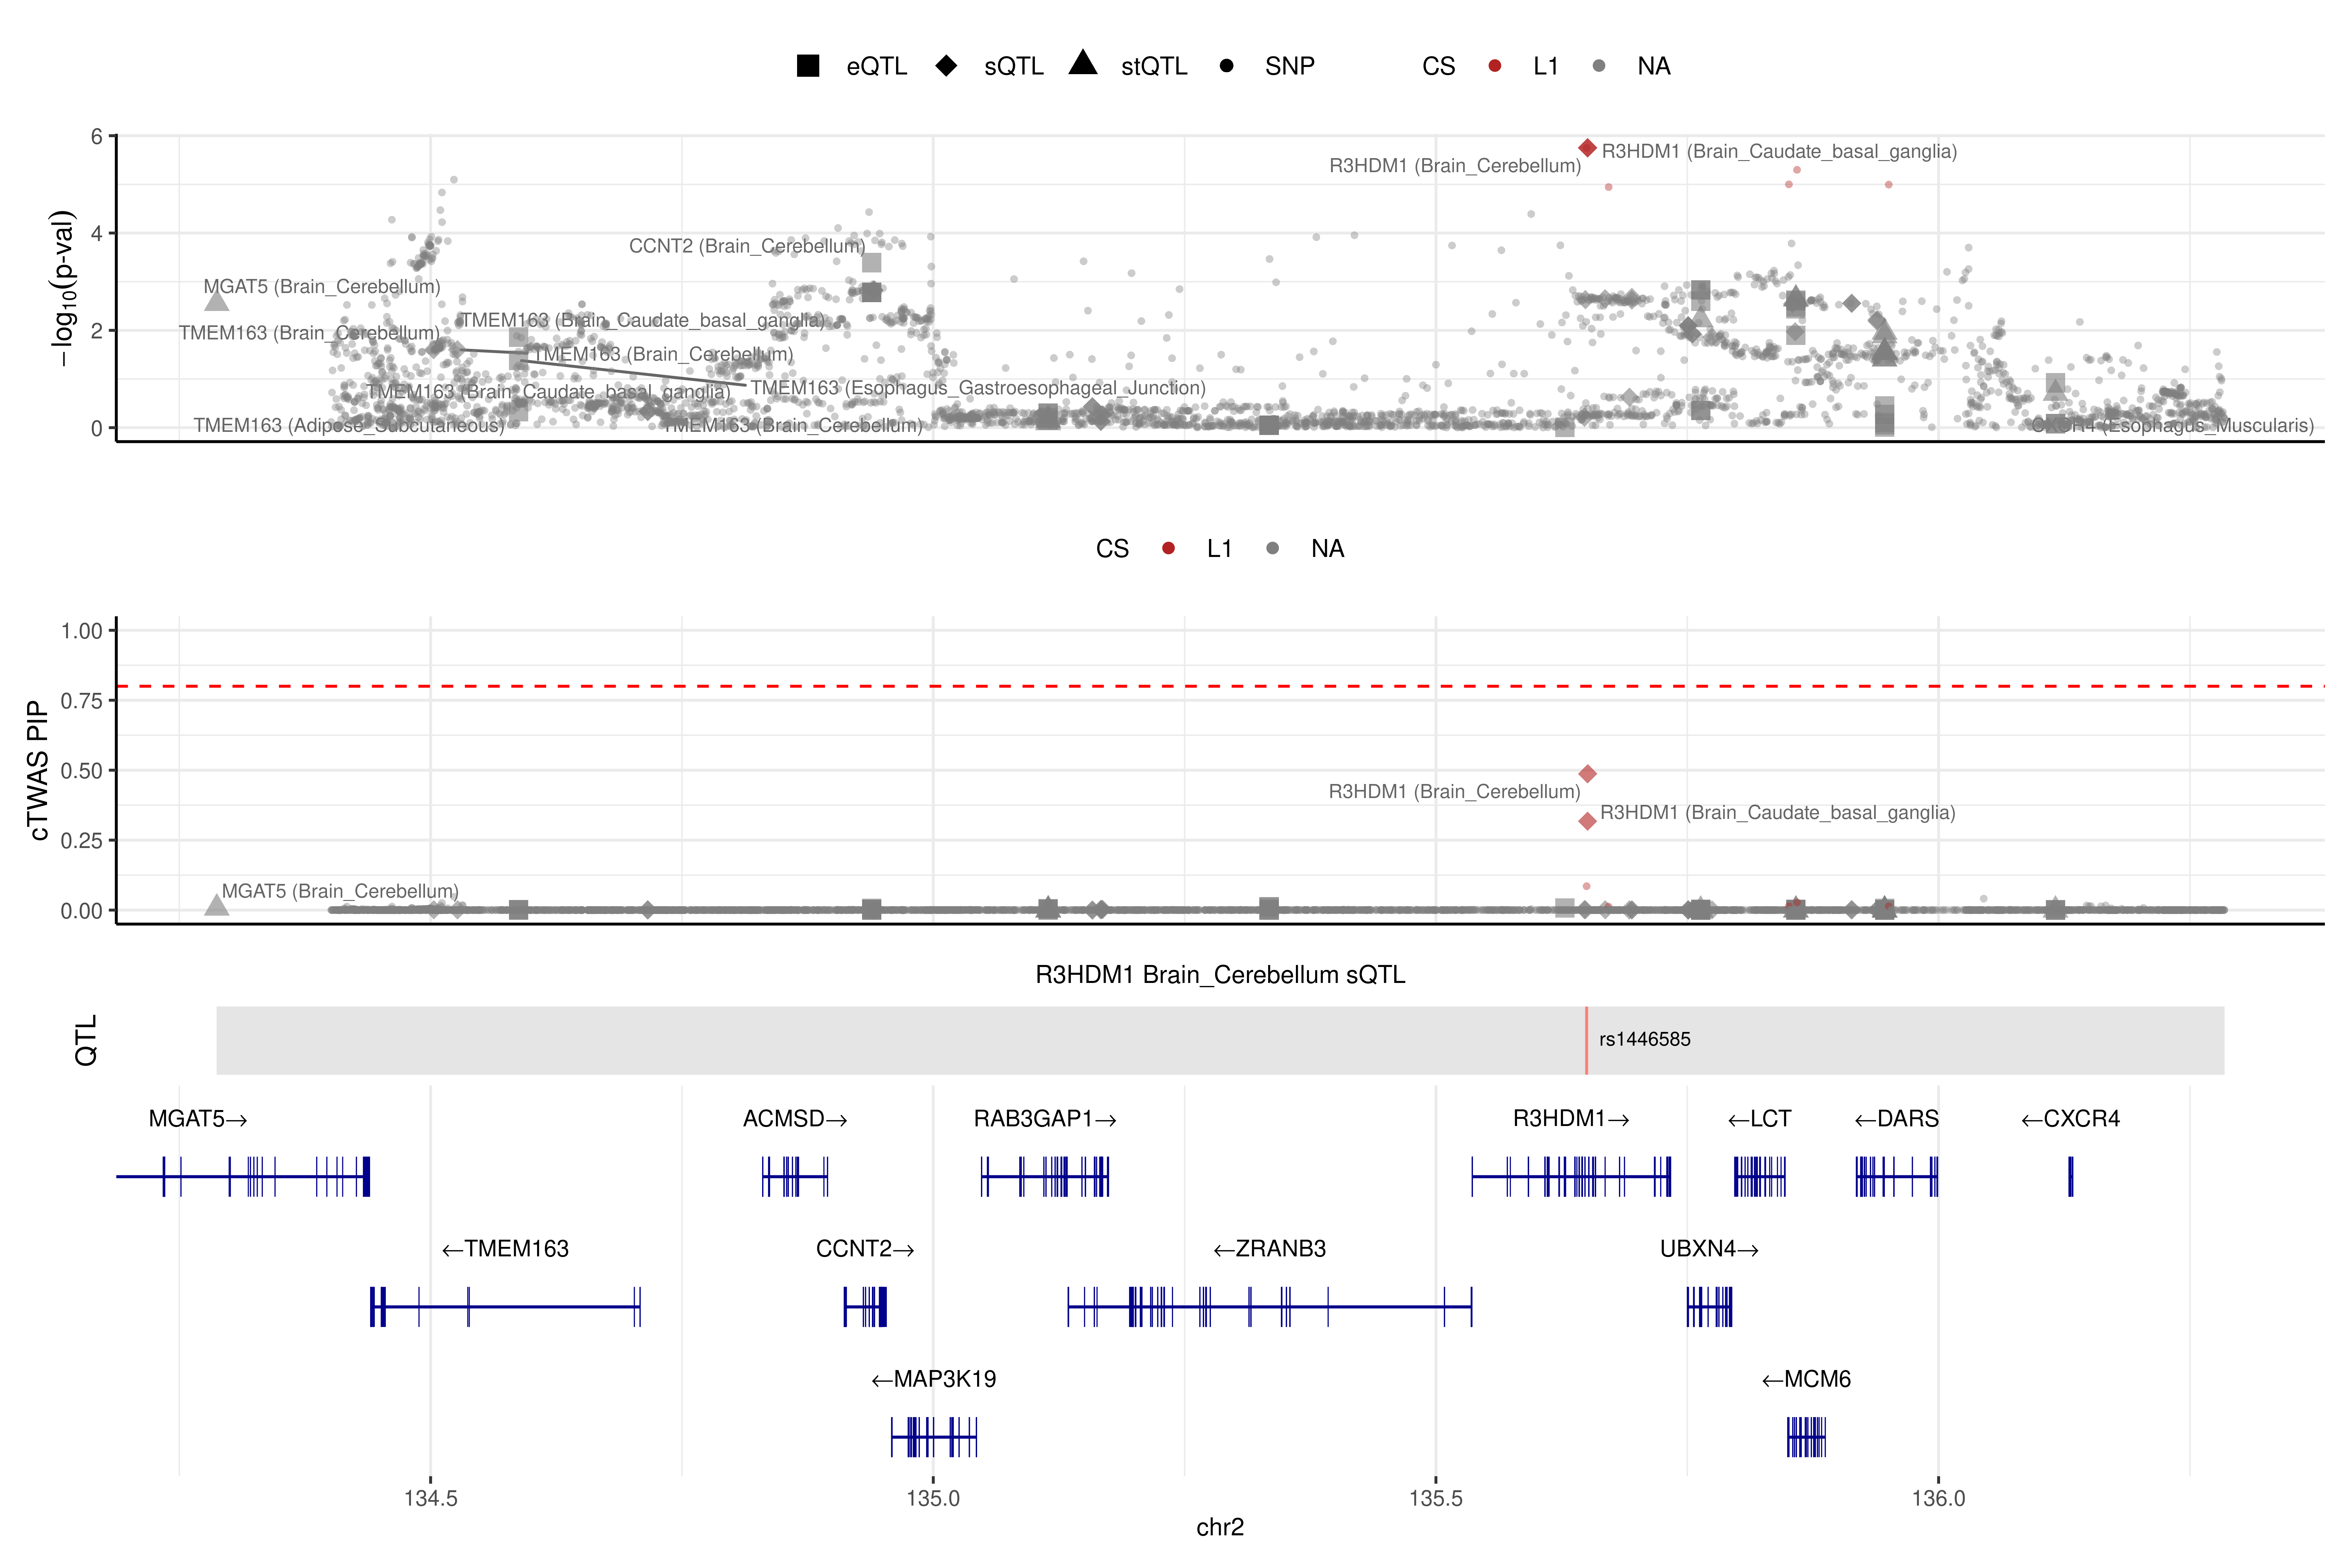 eQTL sQTL stQTL SNP CS L1 NA
6
4
2
0
−log10(p-val)
R3HDM1 (Brain_Caudate_basal_ganglia)
R3HDM1 (Brain_Cerebellum)
CCNT2 (Brain_Cerebellum)
MGAT5 (Brain_Cerebellum)
TMEM163 (Brain_Caudate_basal_ganglia)
TMEM163 (Brain_Cerebellum)
TMEM163 (Brain_Cerebellum)
TMEM163 (Brain_Caudate_basal_ganglia)
TMEM163 (Esophagus_Gastroesophageal_Junction)
TMEM163 (Adipose_Subcutaneous)
TMEM163 (Brain_Cerebellum)
CXCR4 (Esophagus_Muscularis)
CS L1 NA
1.00
0.75
0.50
0.25
0.00
cTWAS PIP
R3HDM1 (Brain_Cerebellum)
R3HDM1 (Brain_Caudate_basal_ganglia)
MGAT5 (Brain_Cerebellum)
R3HDM1 Brain_Cerebellum sQTL
QTL
rs1446585
MGAT5→ ACMSD→ RAB3GAP1→ R3HDM1→ ←LCT ←DARS ←CXCR4
←TMEM163 CCNT2→ ←ZRANB3 UBXN4→
←MAP3K19 ←MCM6
134.5 135.0 135.5 136.0
chr2